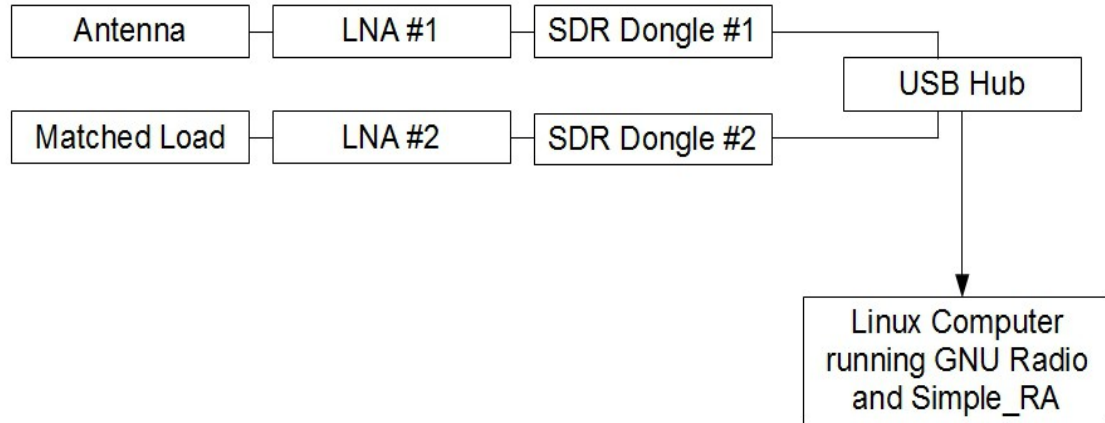 Antenna
LNA #1
SDR Dongle #1
USB Hub
Matched Load
LNA #2
SDR Dongle #2
Linux Computer
running GNU Radio
and Simple_RA